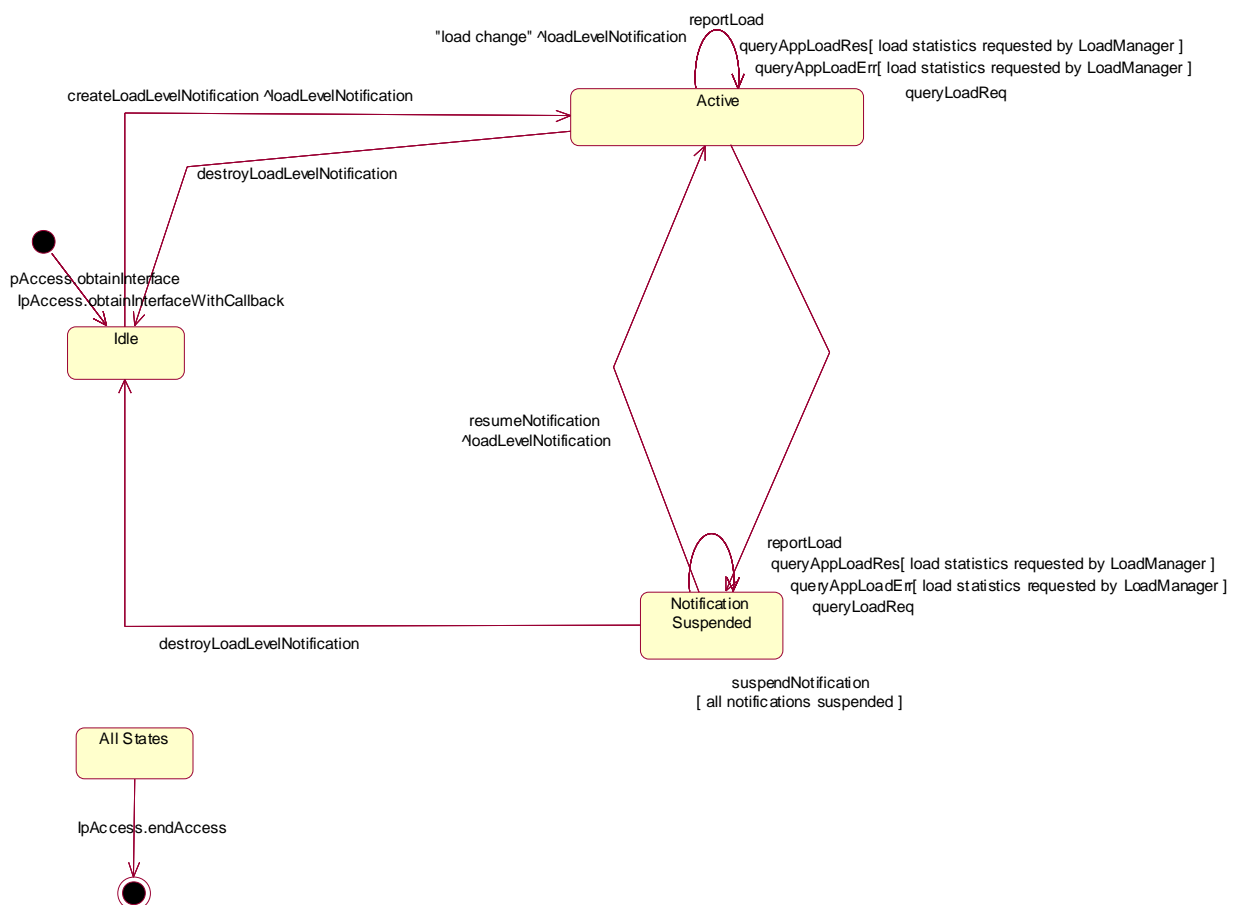 reportLoad
"load change" ^loadLevelNotification
queryAppLoadRes[ load statistics requested by LoadManager ]
queryAppLoadErr[ load statistics requested by LoadManager ]
queryLoadReq
createLoadLevelNotification ^loadLevelNotification
Active
destroyLoadLevelNotification
pAccess.obtainInterface
IpAccess.obtainInterfaceWithCallback
Idle
resumeNotification
^loadLevelNotification
reportLoad
queryAppLoadRes[ load statistics requested by LoadManager ]
queryAppLoadErr[ load statistics requested by LoadManager ]
queryLoadReq
Notification
Suspended
destroyLoadLevelNotification
suspendNotification
[ all notifications suspended ]
All States
IpAccess.endAccess